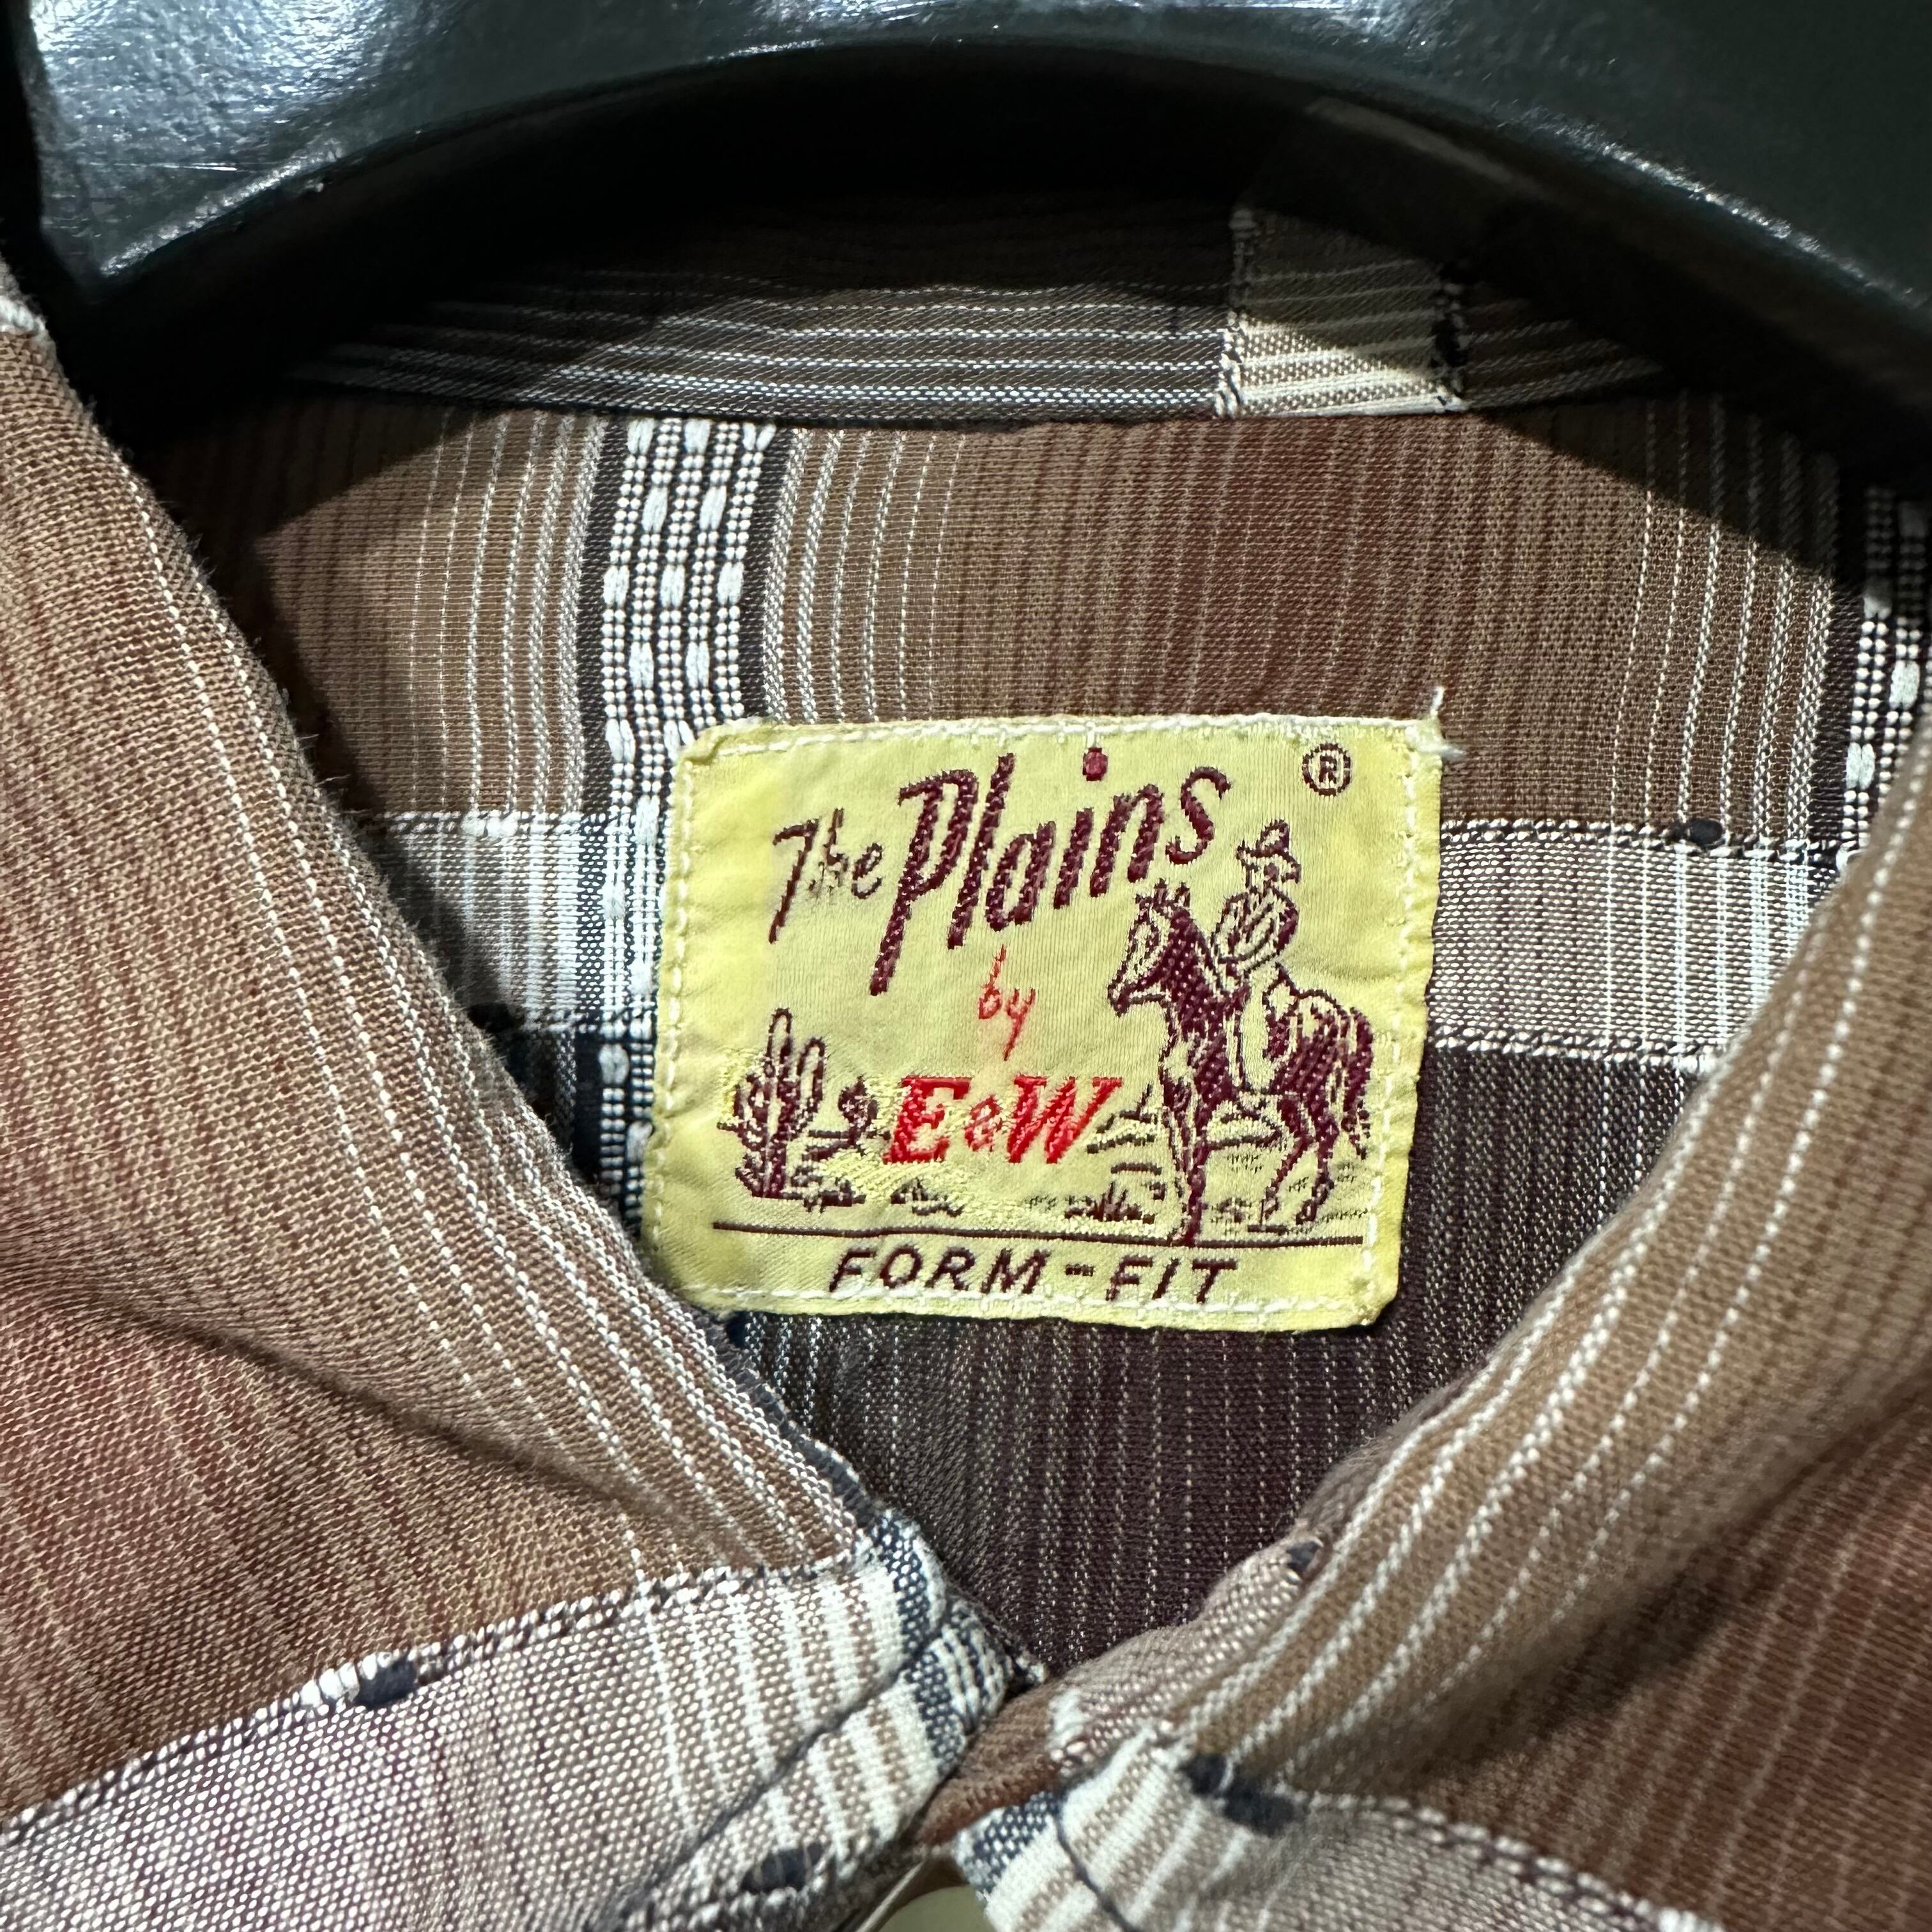 The Plains ®
by
E&W
FORM-FIT